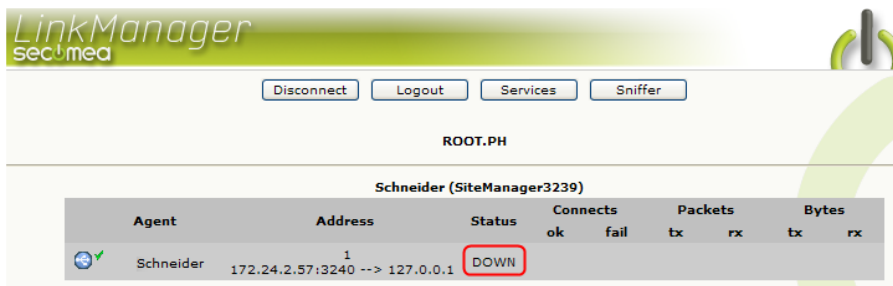 LinkManager
secomea
Disconnect Logout Services Sniffer
ROOT.PH
Schneider (SiteManager3239)
Agent Address Status Connects Packets Bytes
ok fail tx rx tx rx
Schneider 1 DOWN
172.24.2.57:3240 --> 127.0.0.1